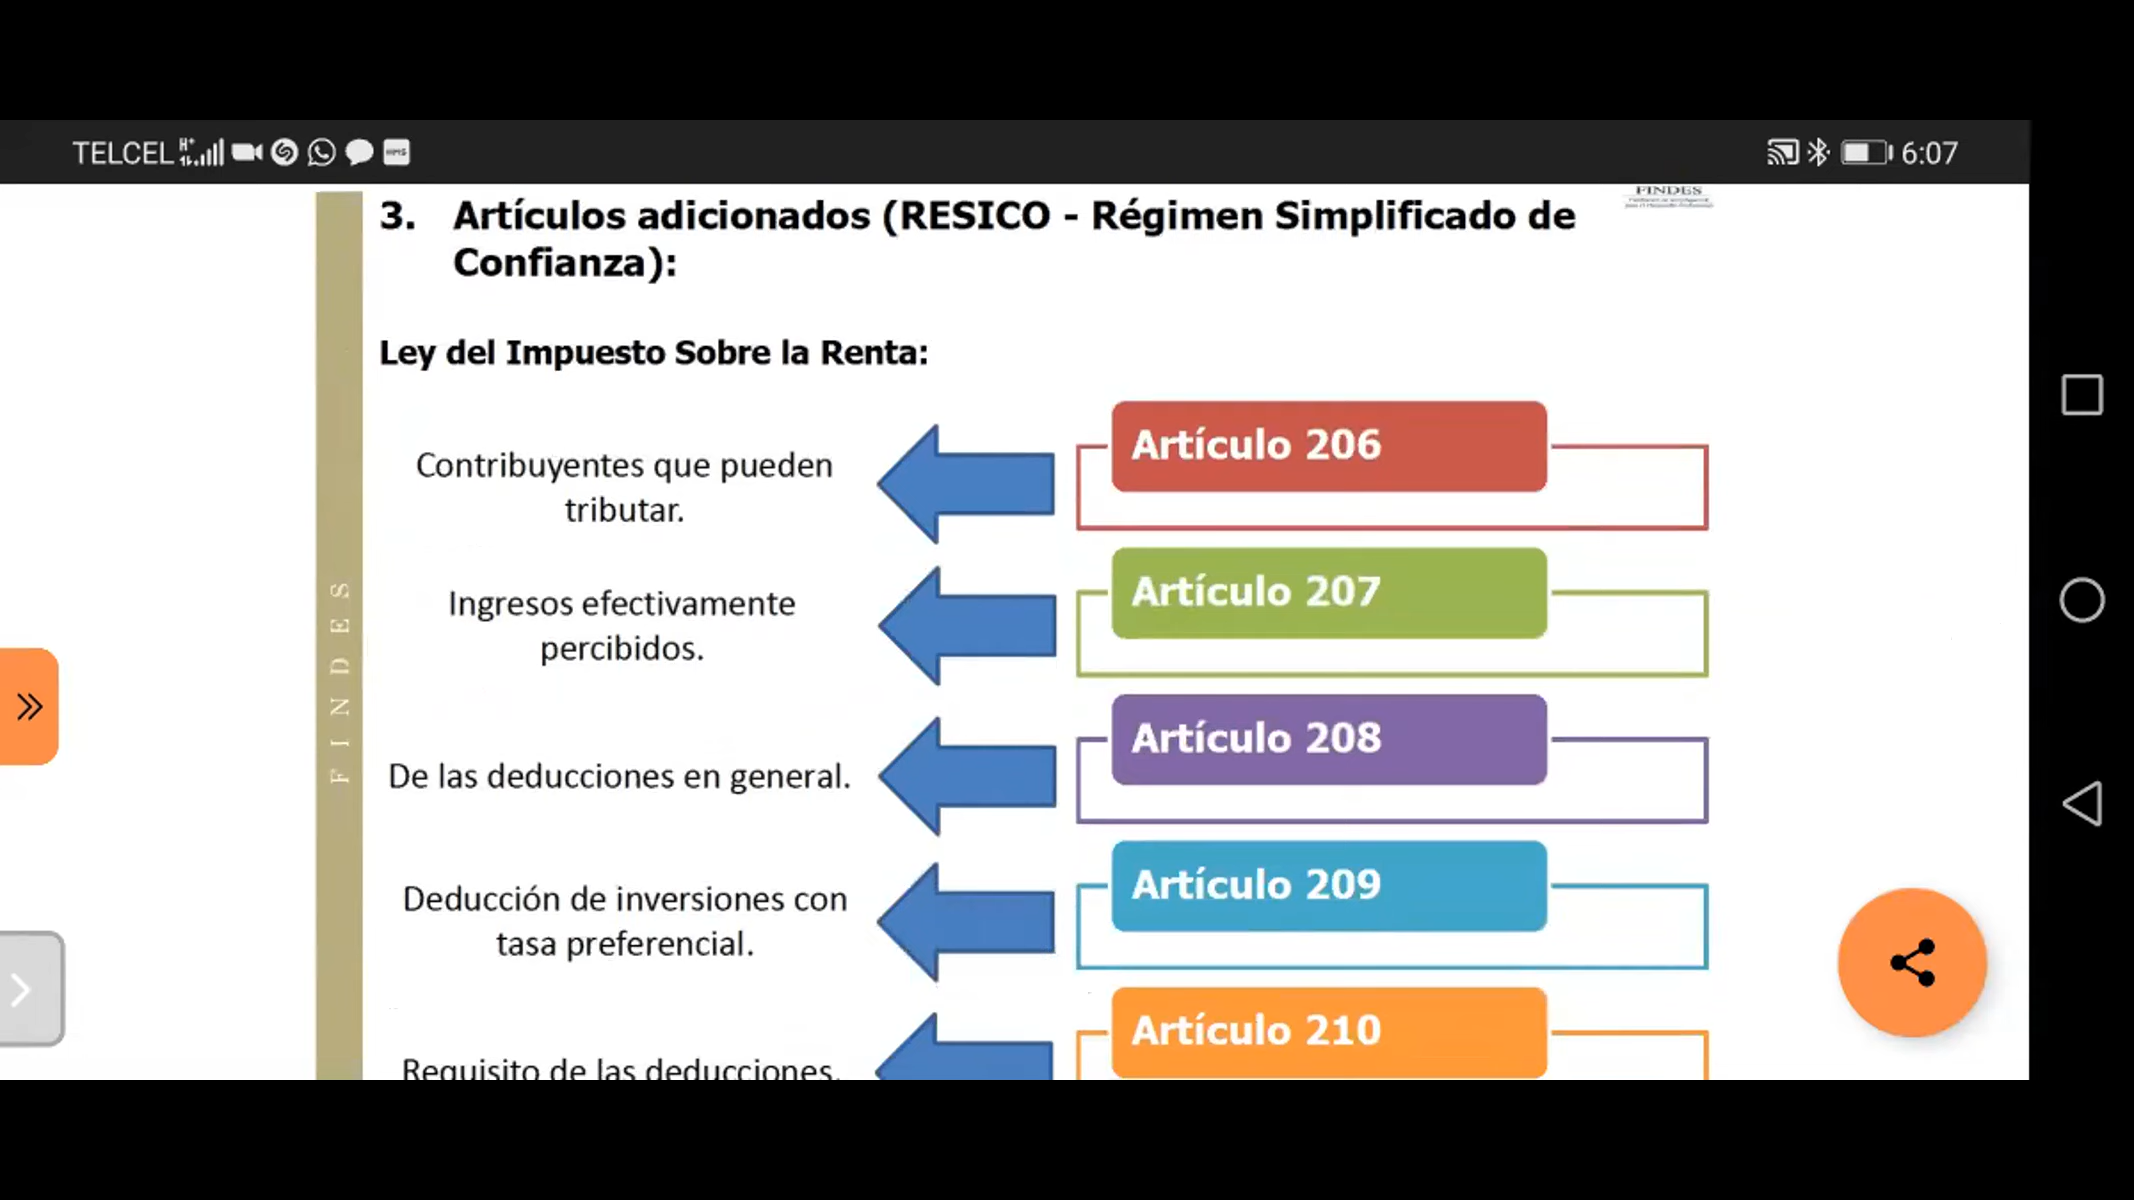 TELCEL H+ HMS 6:07
FINDES
3. Artículos adicionados (RESICO - Régimen Simplificado de
Confianza):
Ley del Impuesto Sobre la Renta:
Contribuyentes que pueden
tributar.
Artículo 206
Ingresos efectivamente
percibidos.
Artículo 207
De las deducciones en general.
Artículo 208
Deducción de inversiones con
tasa preferencial.
Artículo 209
Requisito de las deducciones.
Artículo 210
FINDES